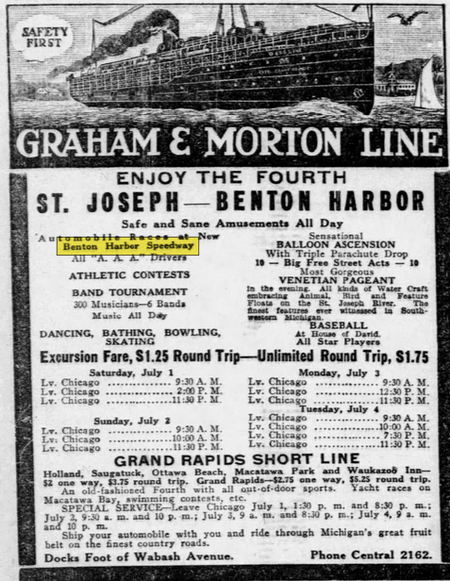 SAFETY
FIRST
GRAHAM & MORTON LINE
ENJOY THE FOURTH
ST. JOSEPH — BENTON HARBOR
Safe and Sane Amusements All Day
Automobile Races at New
Benton Harbor Speedway
All "A. A. A." Drivers
ATHLETIC CONTESTS
BAND TOURNAMENT
300 Musicians—6 Bands
Music All Day
DANCING, BATHING, BOWLING,
SKATING
Sensational
BALLOON ASCENSION
With Triple Parachute Drop
10 — Big Free Street Acts — 10
Most Gorgeous
VENETIAN PAGEANT
In the evening. All kinds of Water Craft
embracing Animal, Bird and Feature
Floats on the St. Joseph River. The
finest features ever witnessed in South-
western Michigan.
BASEBALL
At House of David.
All Star Players
Excursion Fare, $1.25 Round Trip—Unlimited Round Trip, $1.75
Saturday, July 1
Lv. Chicago ............... 9:30 A. M.
Lv. Chicago ............... 2:00 P. M.
Lv. Chicago ............... 11:30 P. M.
Sunday, July 2
Lv. Chicago ............... 9:30 A. M.
Lv. Chicago ............... 10:00 A. M.
Lv. Chicago ............... 11:30 P. M.
Monday, July 3
Lv. Chicago ............... 9:30 A. M.
Lv. Chicago ............... 12:30 P. M.
Lv. Chicago ............... 11:30 P. M.
Tuesday, July 4
Lv. Chicago ............... 9:30 A. M.
Lv. Chicago ............... 10:00 A. M.
Lv. Chicago ............... 7:30 P. M.
Lv. Chicago ............... 11:30 P. M.
GRAND RAPIDS SHORT LINE
Holland, Saugatuck, Ottawa Beach, Macatawa Park and Waukazoo Inn—
$2 one way, $3.75 round trip. Grand Rapids—$2.75 one way, $5.25 round trip.
An old-fashioned Fourth with all out-of-door sports. Yacht races on
Macatawa Bay, swimming contests, etc.
SPECIAL SERVICE—Leave Chicago July 1, 1:30 p. m. and 8:30 p. m.;
July 2, 9:30 a. m. and 10 p. m.; July 3, 9 a. m. and 8:30 p. m.; July 4, 9 a. m.
and 10 p. m.
Ship your automobile with you and ride through Michigan's great fruit
belt on the finest country roads.
Docks Foot of Wabash Avenue. Phone Central 2162.